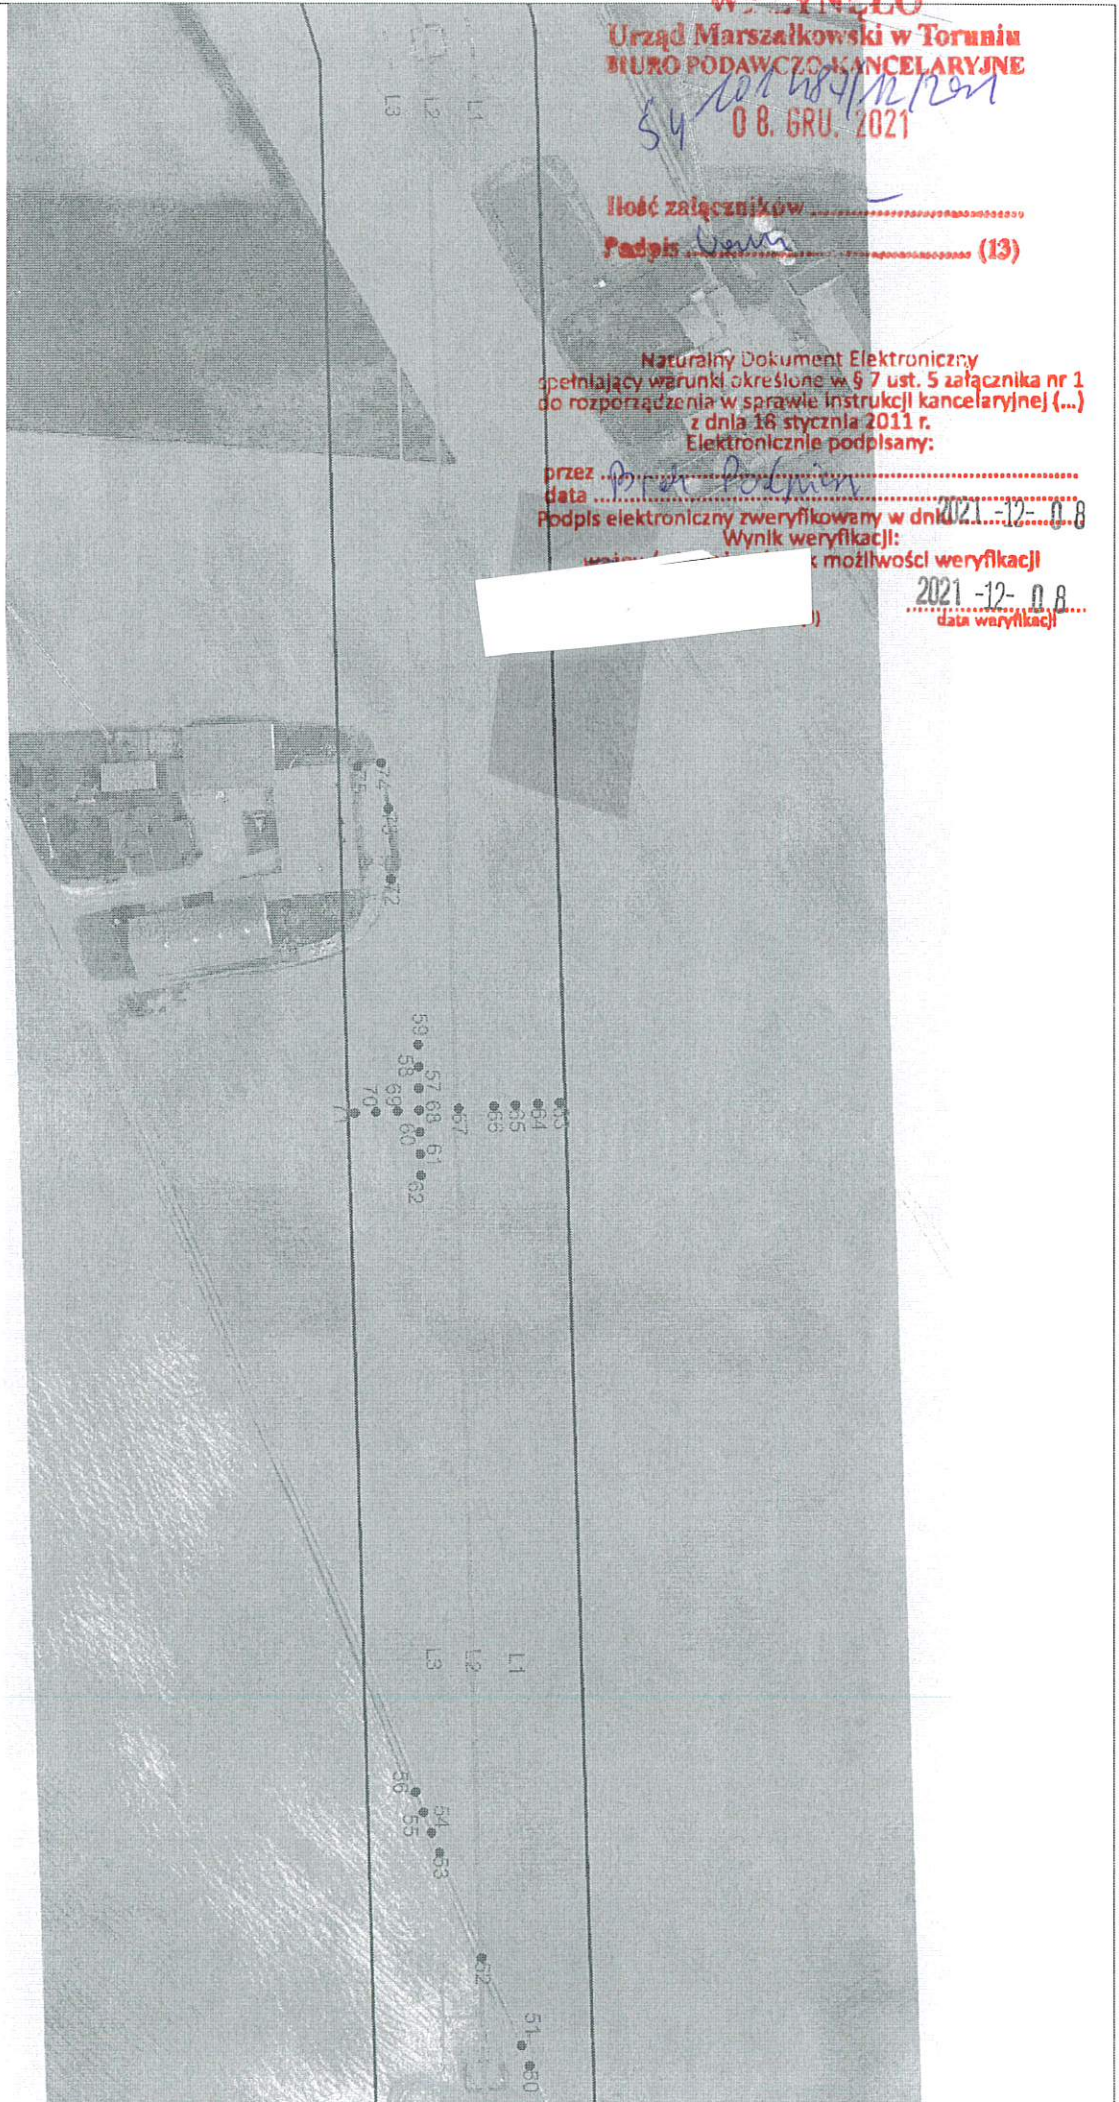 Urząd Marszałkowski w Toruniu
BIURO PODAWCZO-KANCELARYJNE
08. GRU. 2021
Ilość załączników
Podpis (13)
Naturalny Dokument Elektroniczny
spełniający warunki określone w § 7 ust. 5 załącznika nr 1
do rozporządzenia w sprawie instrukcji kancelaryjnej (...)
z dnia 18 stycznia 2011 r.
Elektronicznie podpisany:
przez
data
Podpis elektroniczny zweryfikowany w dniu 2021 -12- 08
Wynik weryfikacji:
możliwości weryfikacji
2021 -12- 08
data weryfikacji
L3
L2
L1
75
74
73
72
59
58
57
68
69
70
71
60
61
62
67
66
65
64
63
L3
L2
L1
56
55
54
53
52
51
80